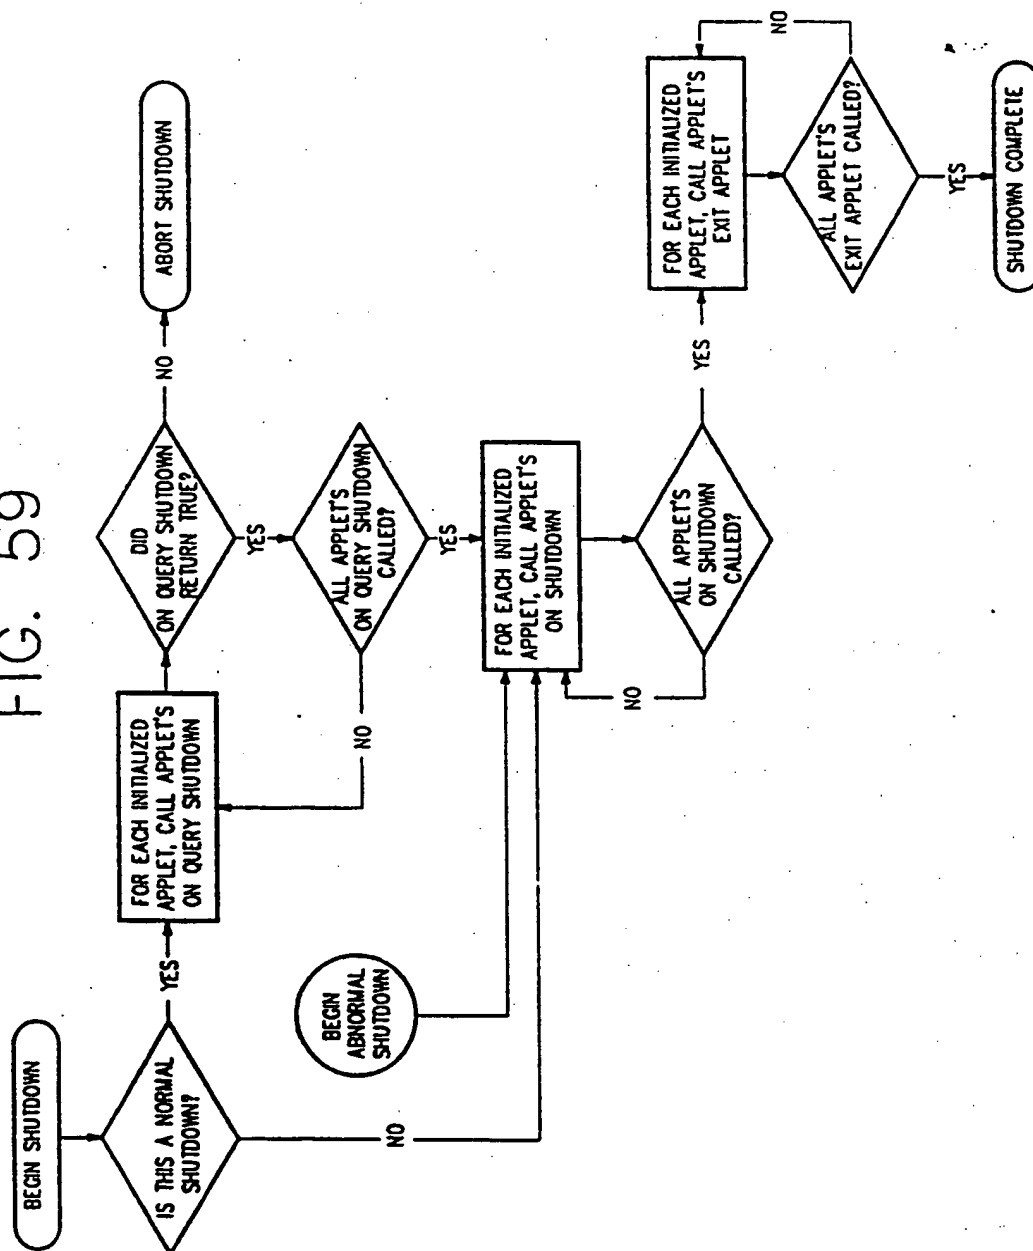 FIG. 59
BEGIN SHUTDOWN
IS THIS A NORMAL
SHUTDOWN?
YES
NO
FOR EACH INITIALIZED
APPLET, CALL APPLET'S
ON QUERY SHUTDOWN
DID
ON QUERY SHUTDOWN
RETURN TRUE?
NO
ABORT SHUTDOWN
YES
ALL APPLET'S
ON QUERY SHUTDOWN
CALLED?
NO
YES
BEGIN
ABNORMAL
SHUTDOWN
FOR EACH INITIALIZED
APPLET, CALL APPLET'S
ON SHUTDOWN
ALL APPLET'S
ON SHUTDOWN
CALLED?
NO
YES
FOR EACH INITIALIZED
APPLET, CALL APPLET'S
EXIT APPLET
ALL APPLET'S
EXIT APPLET CALLED?
NO
YES
SHUTDOWN COMPLETE